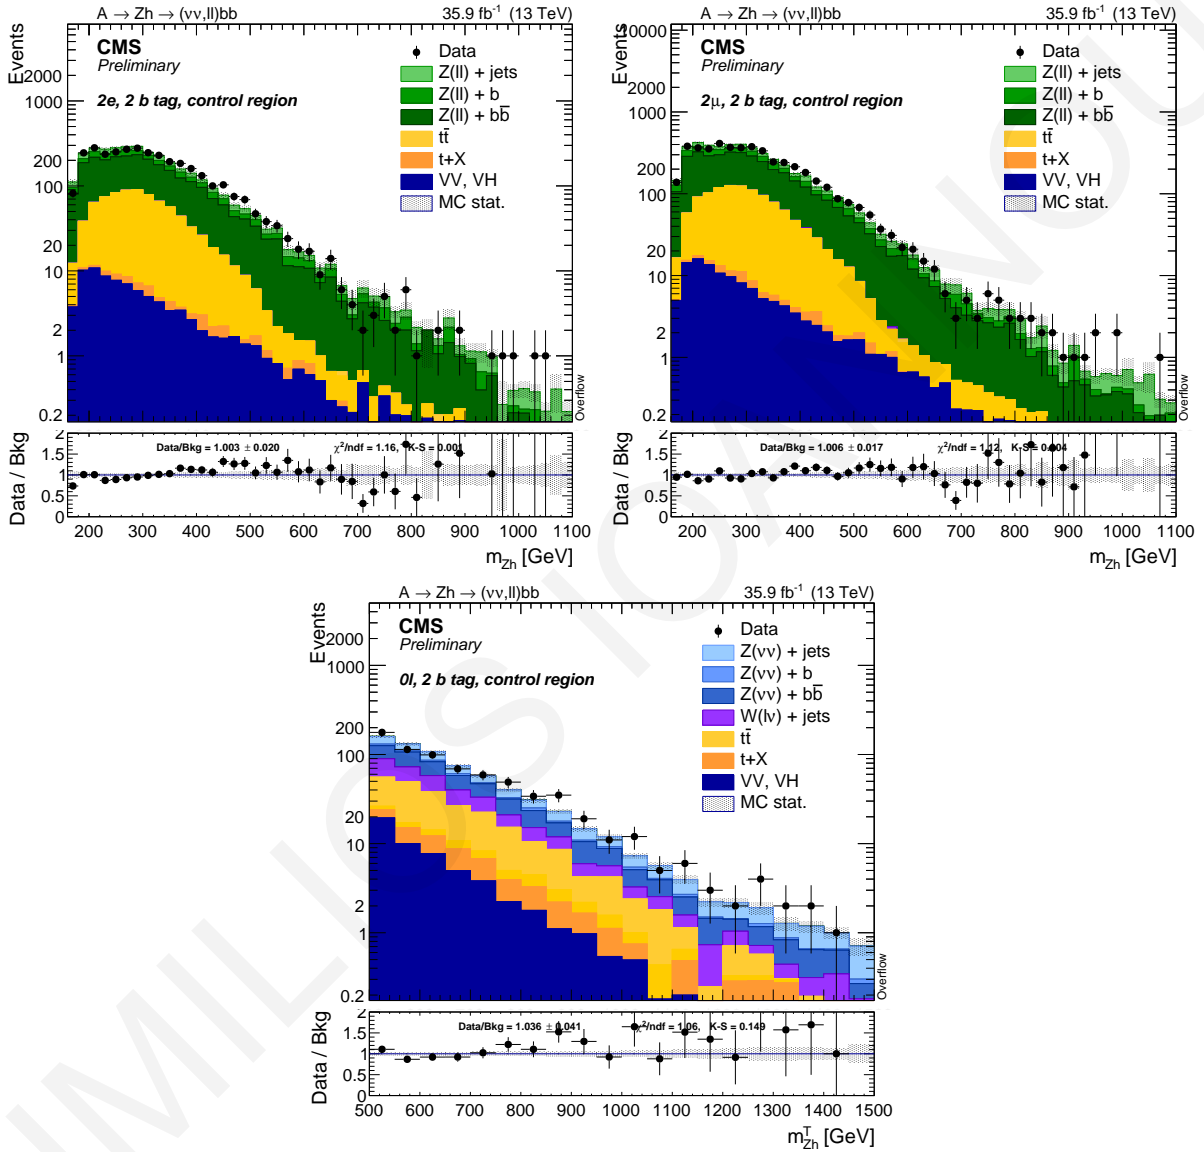 A → Zh → (νν,ll)bb 35.9 fb⁻¹ (13 TeV)
Events
CMS
Preliminary
2e, 2 b tag, control region
Data
Z(ll) + jets
Z(ll) + b
Z(ll) + bb̄
tt̄
t+X
VV, VH
MC stat.
2000
1000
200
100
20
10
2
1
0.2
Overflow
Data / Bkg
2
1.5
1
0.5
0
Data/Bkg = 1.003 ± 0.020 χ²/ndf = 1.16, K-S = 0.001
200 300 400 500 600 700 800 900 1000 1100
m_Zh [GeV]
A → Zh → (νν,ll)bb 35.9 fb⁻¹ (13 TeV)
Events
CMS
Preliminary
2μ, 2 b tag, control region
Data
Z(ll) + jets
Z(ll) + b
Z(ll) + bb̄
tt̄
t+X
VV, VH
MC stat.
10000
2000
1000
200
100
20
10
2
1
0.2
Overflow
Data / Bkg
2
1.5
1
0.5
0
Data/Bkg = 1.006 ± 0.017 χ²/ndf = 1.12, K-S =
200 300 400 500 600 700 800 900 1000 1100
m_Zh [GeV]
A → Zh → (νν,ll)bb 35.9 fb⁻¹ (13 TeV)
Events
CMS
Preliminary
0l, 2 b tag, control region
Data
Z(νν) + jets
Z(νν) + b
Z(νν) + bb̄
W(lν) + jets
tt̄
t+X
VV, VH
MC stat.
2000
1000
200
100
20
10
2
1
0.2
Overflow
Data / Bkg
2
1.5
1
0.5
0
Data/Bkg = 1.036 ± 0.041 χ²/ndf = 1.06, K-S = 0.149
500 600 700 800 900 1000 1100 1200 1300 1400 1500
m_Zh^T [GeV]